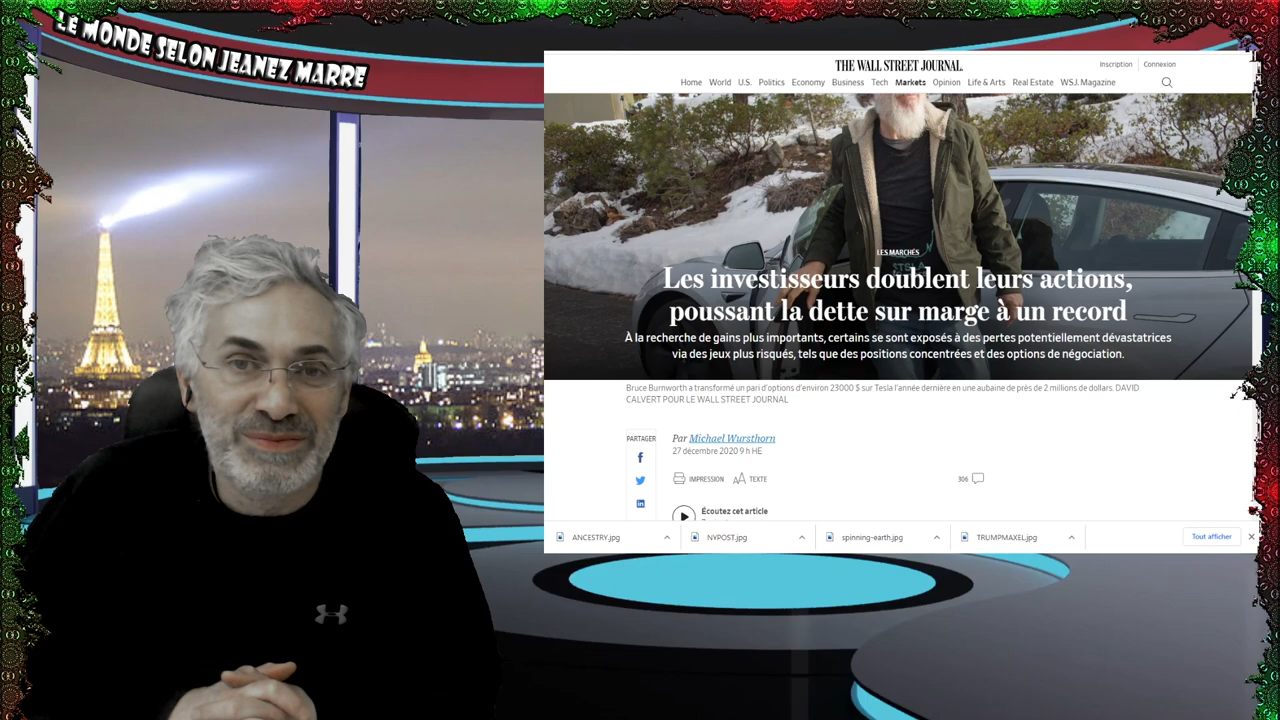 LE MONDE SELON JEANEZ MARRE
THE WALL STREET JOURNAL.
Inscription Connexion
Home World U.S. Politics Economy Business Tech Markets Opinion Life & Arts Real Estate WSJ. Magazine
LES MARCHÉS
Les investisseurs doublent leurs actions,
poussant la dette sur marge à un record
À la recherche de gains plus importants, certains se sont exposés à des pertes potentiellement dévastatrices
via des jeux plus risqués, tels que des positions concentrées et des options de négociation.
Bruce Burnworth a transformé un pari d'options d'environ 23000 $ sur Tesla l'année dernière en une aubaine de près de 2 millions de dollars. DAVID
CALVERT POUR LE WALL STREET JOURNAL
PARTAGER
Par Michael Wursthorn
27 décembre 2020 9 h HE
IMPRESSION TEXTE
306
Écoutez cet article
ANCESTRY.jpg NYPOST.jpg spinning-earth.jpg TRUMPMAXEL.jpg Tout afficher